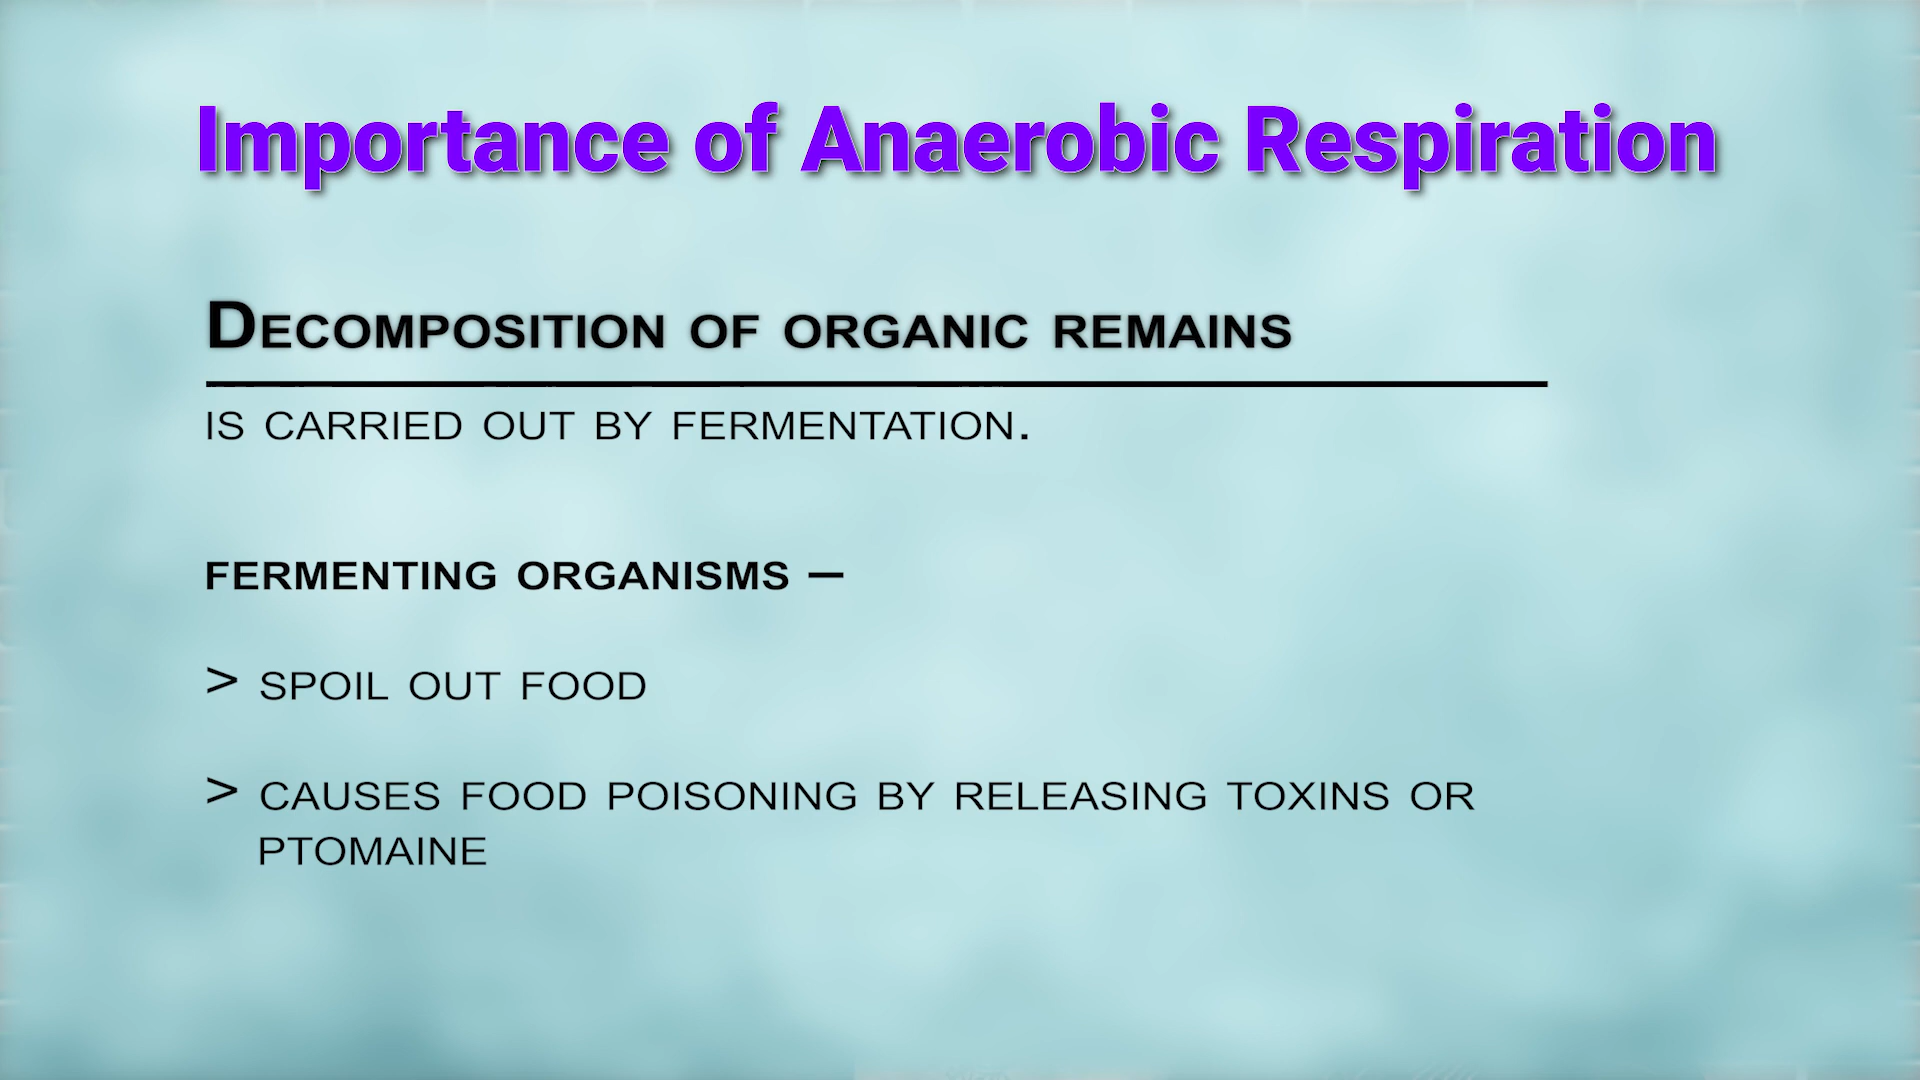 Importance of Anaerobic Respiration
Decomposition of organic remains
is carried out by fermentation.
fermenting organisms –
> spoil out food
> causes food poisoning by releasing toxins or
ptomaine